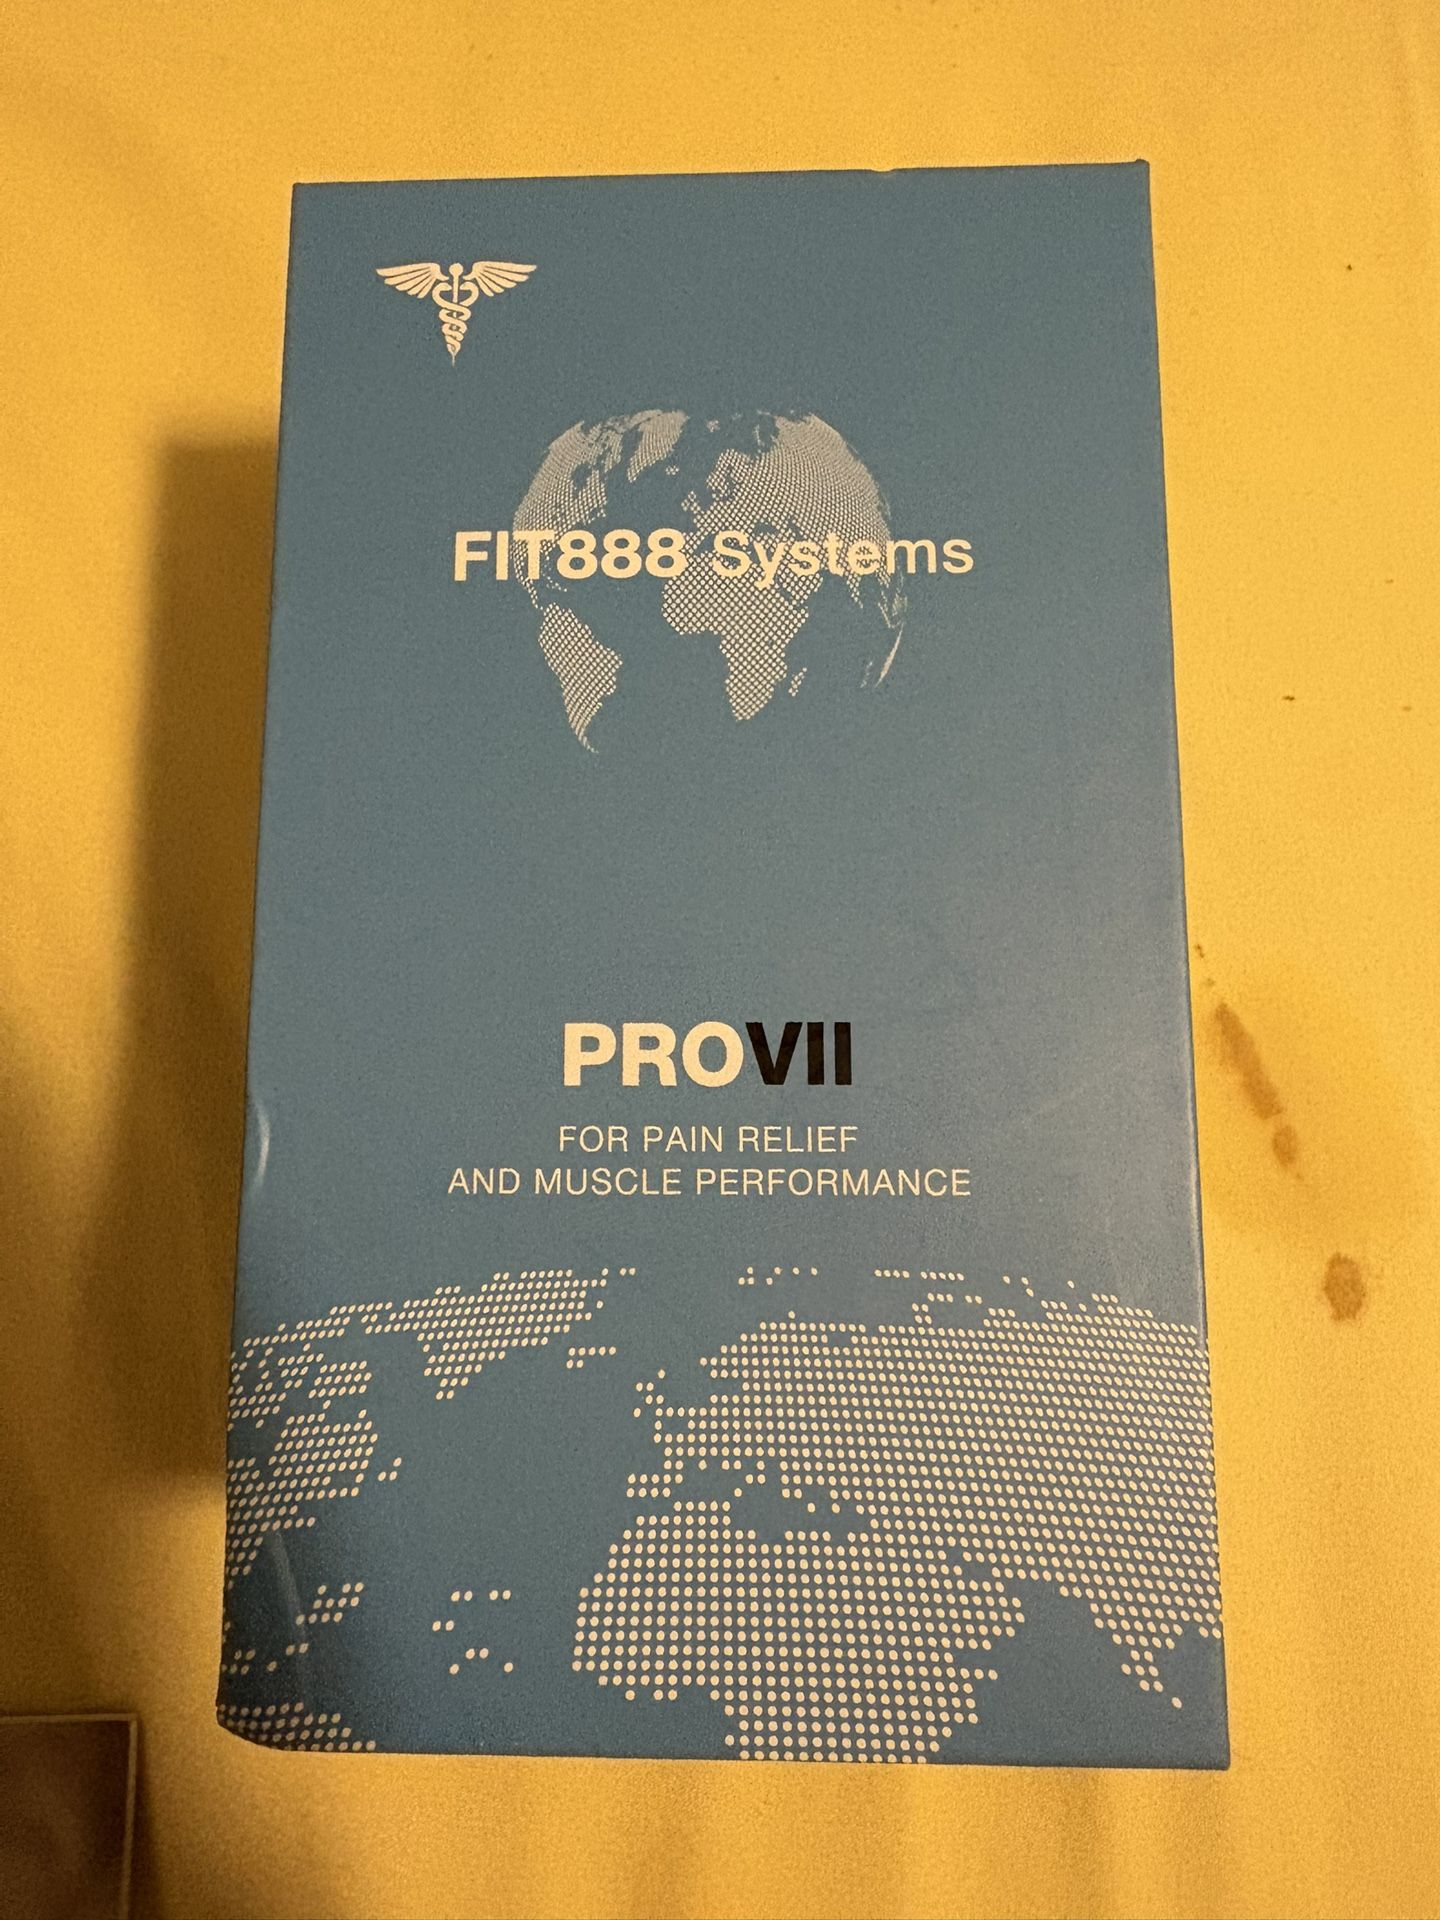 FIT888 Systems
PROVII
FOR PAIN RELIEF
AND MUSCLE PERFORMANCE